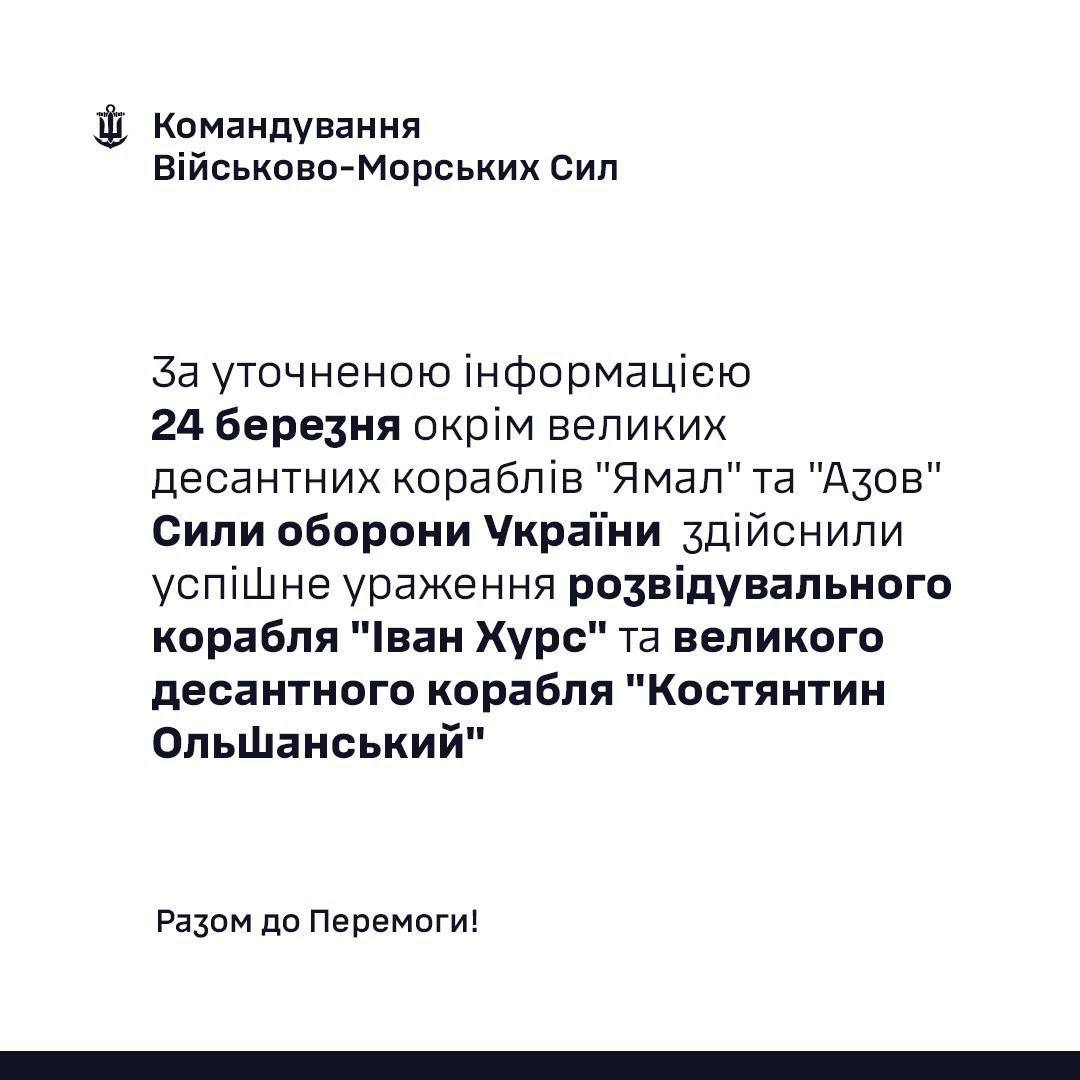 Командування
Військово-Морських Сил
За уточненою інформацією
24 березня окрім великих
десантних кораблів "Ямал" та "Азов"
Сили оборони України здійснили
успішне ураження розвідувального
корабля "Іван Хурс" та великого
десантного корабля "Костянтин
Ольшанський"
Разом до Перемоги!